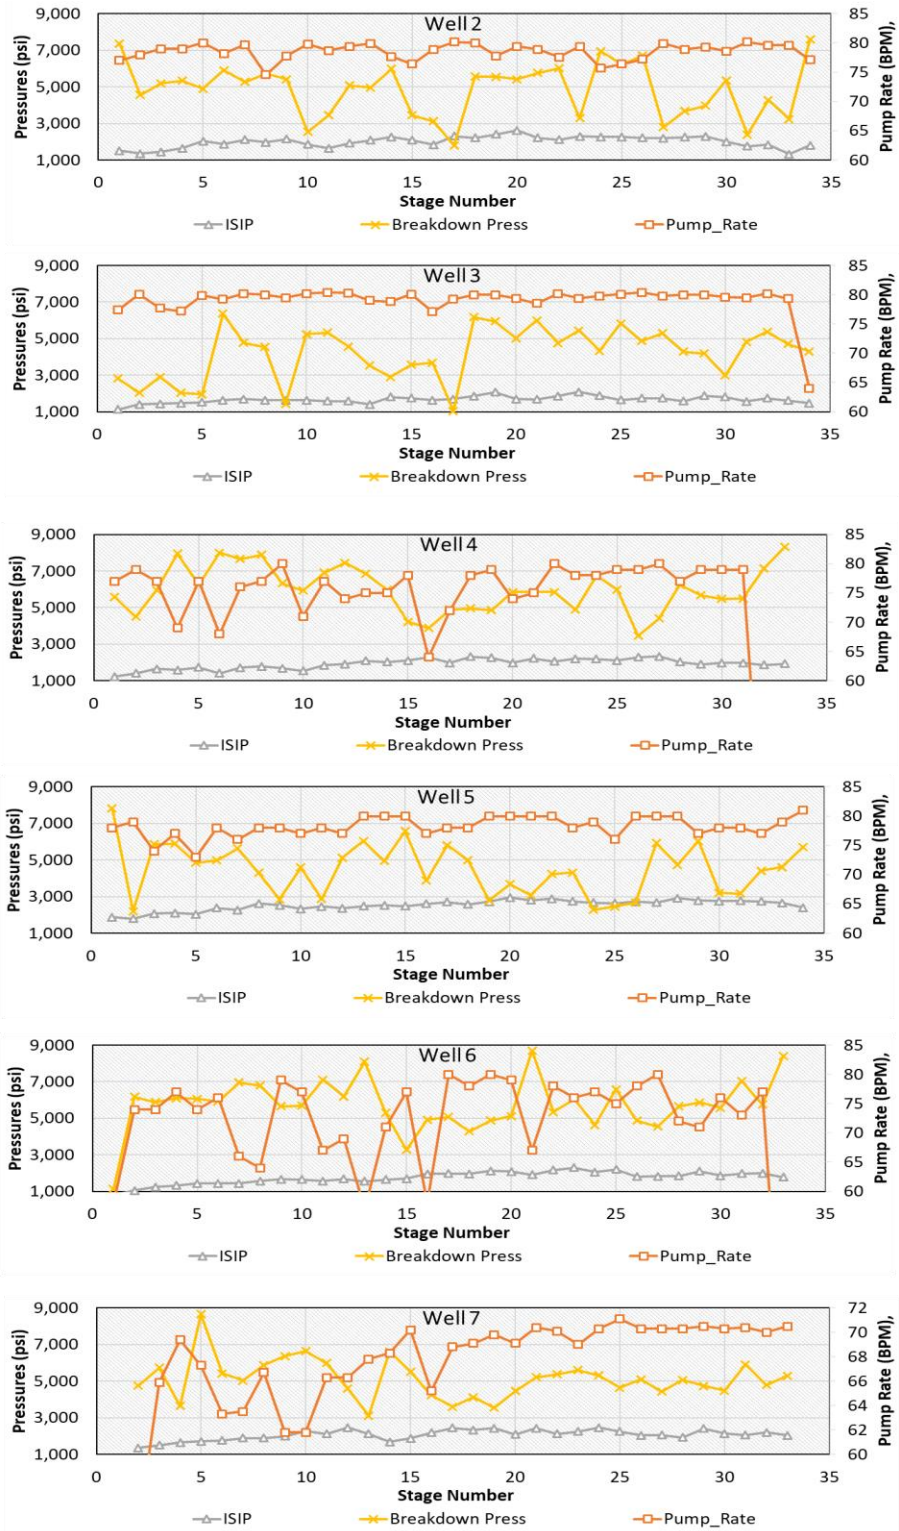 Well 2
Pressures (psi)
9,000
7,000
5,000
3,000
1,000
85
80
75
70
65
60
Pump Rate (BPM),
0 5 10 15 20 25 30 35
Stage Number
ISIP Breakdown Press Pump_Rate
Well 3
Pressures (psi)
9,000
7,000
5,000
3,000
1,000
85
80
75
70
65
60
Pump Rate (BPM),
0 5 10 15 20 25 30 35
Stage Number
ISIP Breakdown Press Pump_Rate
Well 4
Pressures (psi)
9,000
7,000
5,000
3,000
1,000
85
80
75
70
65
60
Pump Rate (BPM),
0 5 10 15 20 25 30 35
Stage Number
ISIP Breakdown Press Pump_Rate
Well 5
Pressures (psi)
9,000
7,000
5,000
3,000
1,000
85
80
75
70
65
60
Pump Rate (BPM),
0 5 10 15 20 25 30 35
Stage Number
ISIP Breakdown Press Pump_Rate
Well 6
Pressures (psi)
9,000
7,000
5,000
3,000
1,000
85
80
75
70
65
60
Pump Rate (BPM),
0 5 10 15 20 25 30 35
Stage Number
ISIP Breakdown Press Pump_Rate
Well 7
Pressures (psi)
9,000
7,000
5,000
3,000
1,000
72
70
68
66
64
62
60
Pump Rate (BPM),
0 5 10 15 20 25 30 35
Stage Number
ISIP Breakdown Press Pump_Rate